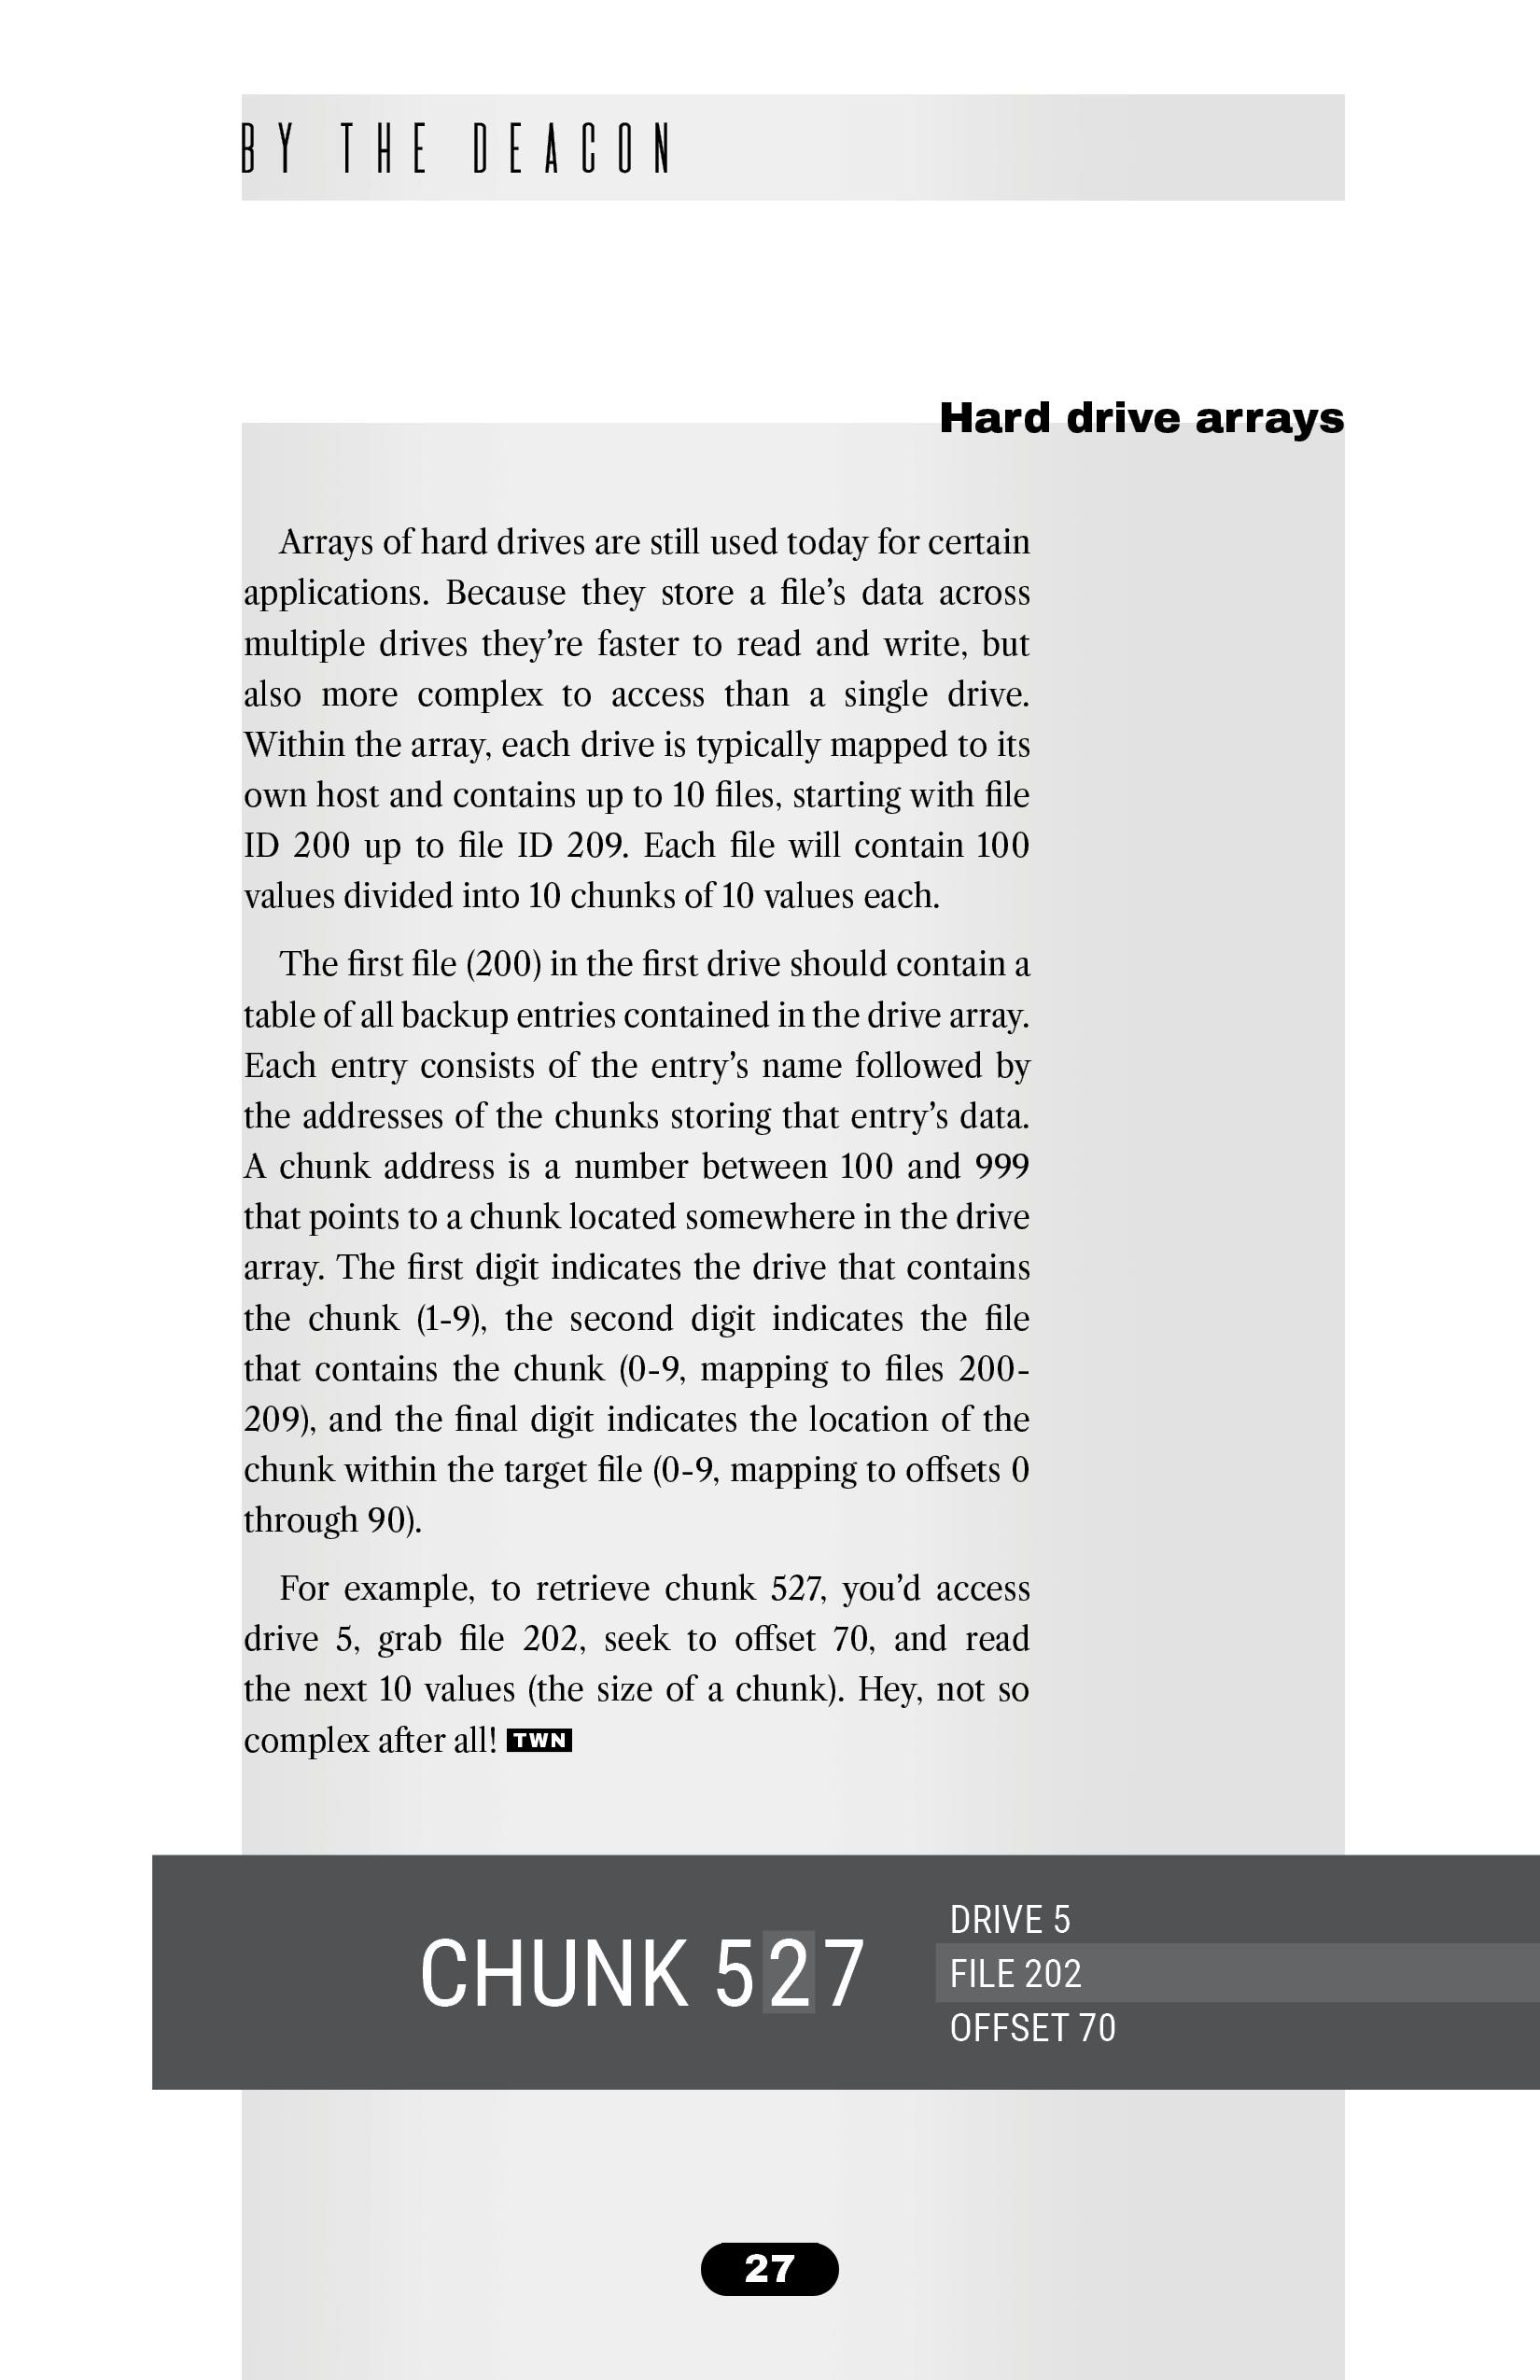 BY THE DEACON
Hard drive arrays
Arrays of hard drives are still used today for certain
applications. Because they store a file’s data across
multiple drives they’re faster to read and write, but
also more complex to access than a single drive.
Within the array, each drive is typically mapped to its
own host and contains up to 10 files, starting with file
ID 200 up to file ID 209. Each file will contain 100
values divided into 10 chunks of 10 values each.
The first file (200) in the first drive should contain a
table of all backup entries contained in the drive array.
Each entry consists of the entry’s name followed by
the addresses of the chunks storing that entry’s data.
A chunk address is a number between 100 and 999
that points to a chunk located somewhere in the drive
array. The first digit indicates the drive that contains
the chunk (1-9), the second digit indicates the file
that contains the chunk (0-9, mapping to files 200-
209), and the final digit indicates the location of the
chunk within the target file (0-9, mapping to offsets 0
through 90).
For example, to retrieve chunk 527, you’d access
drive 5, grab file 202, seek to offset 70, and read
the next 10 values (the size of a chunk). Hey, not so
complex after all! TWN
CHUNK 527
DRIVE 5
FILE 202
OFFSET 70
27